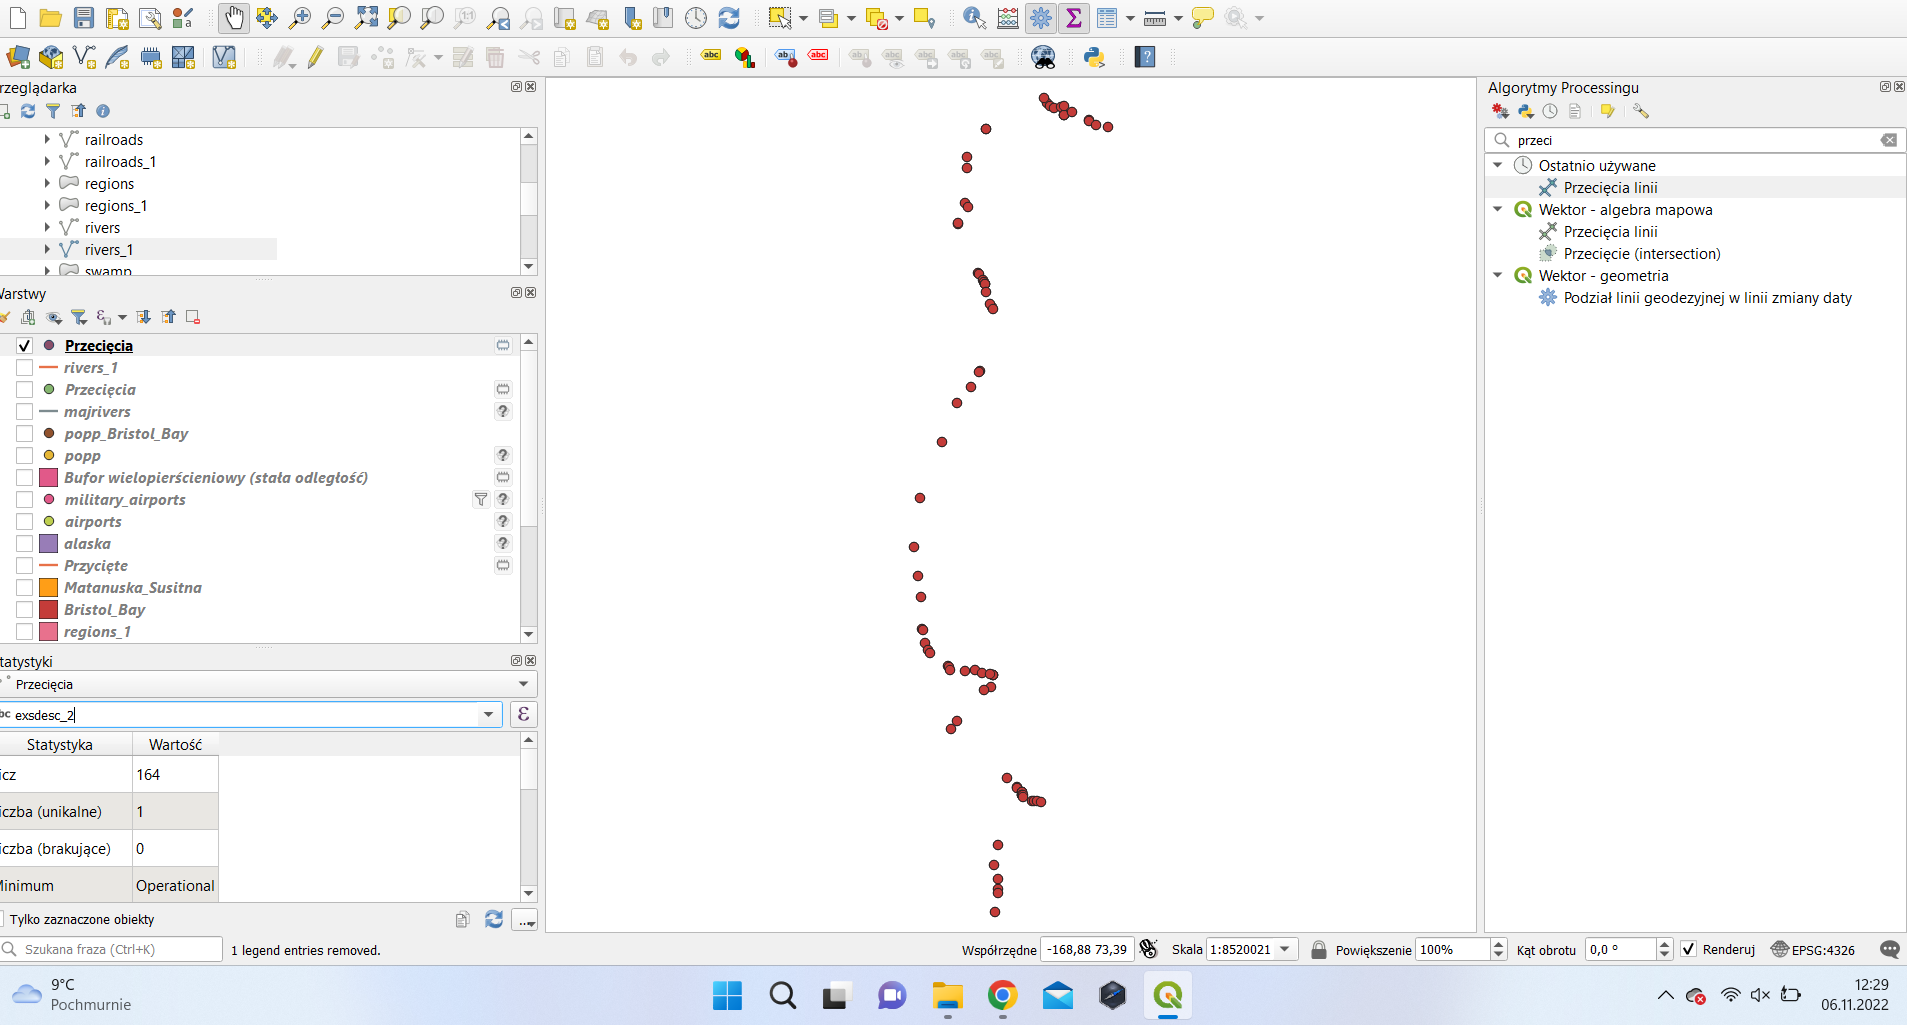 rzeglądarka
railroads
railroads_1
regions
regions_1
rivers
rivers_1
swamp
Warstwy
Przecięcia
rivers_1
Przecięcia
majrivers
popp_Bristol_Bay
popp
Bufor wielopierścieniowy (stała odległość)
military_airports
airports
alaska
Przycięte
Matanuska_Susitna
Bristol_Bay
regions_1
tatystyki
Przecięcia
exsdesc_2
Statystyka Wartość
icz 164
iczba (unikalne) 1
iczba (brakujące) 0
Minimum Operational
Tylko zaznaczone obiekty
Szukana fraza (Ctrl+K)
1 legend entries removed.
Współrzędne -168,88 73,39
Skala 1:8520021
Powiększenie 100%
Kąt obrotu 0,0 °
Renderuj
EPSG:4326
Algorytmy Processingu
przeci
Ostatnio używane
Przecięcia linii
Wektor - algebra mapowa
Przecięcia linii
Przecięcie (intersection)
Wektor - geometria
Podział linii geodezyjnej w linii zmiany daty
9°C
Pochmurnie
12:29
06.11.2022